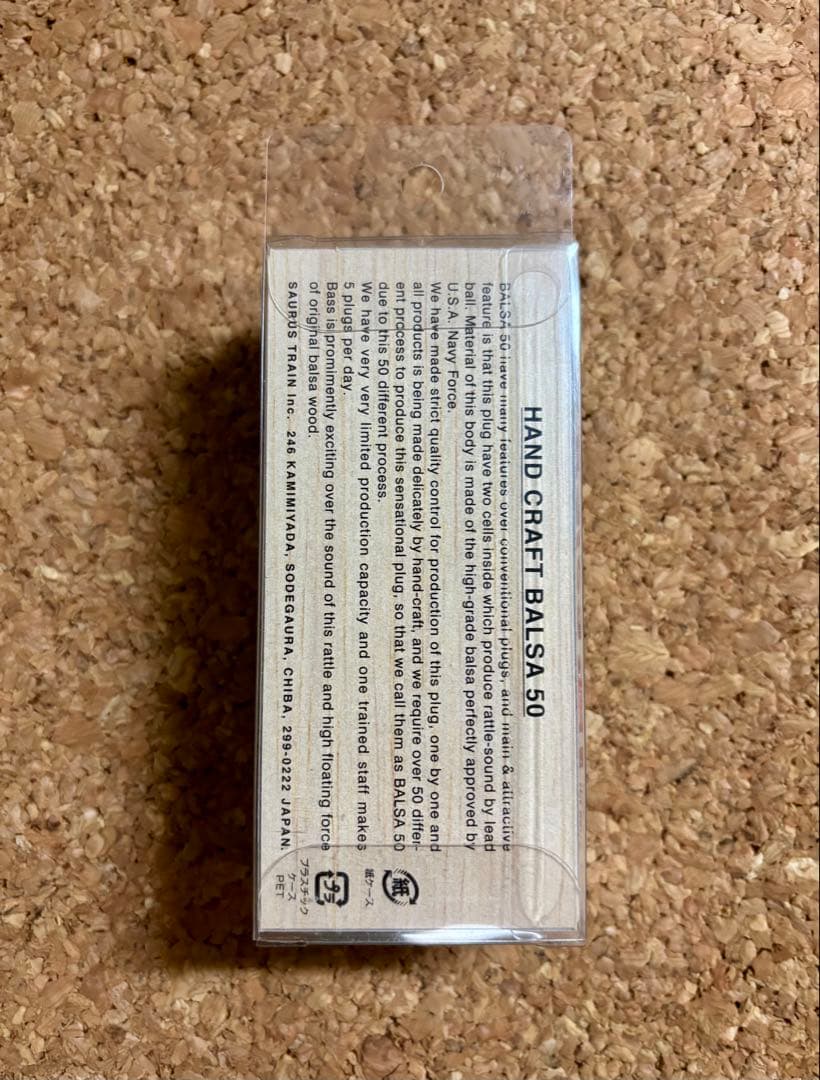 HAND CRAFT BALSA 50
BALSA 50 have many features over conventional plugs, and main & attractive
feature is that this plug have two cells inside which produce rattle-sound by lead
ball. Material of this body is made of the high-grade balsa perfectly approved by
U.S.A. Navy Force.
We have made strict quality control for production of this plug, one by one and
all products is being made delicately by hand-craft, and we require over 50 differ-
ent process to produce this sensational plug, so that we call them as BALSA 50
due to this 50 different process.
We have very very limited production capacity and one trained staff makes
5 plugs per day.
Bass is promimently exciting over the sound of this rattle and high floating force
of original balsa wood.
SAURUS TRAIN Inc. 246 KAMIMIYADA, SODEGAURA, CHIBA, 299-0222 JAPAN.
紙
紙ケース
プラ
プラスチック
ケース
PET